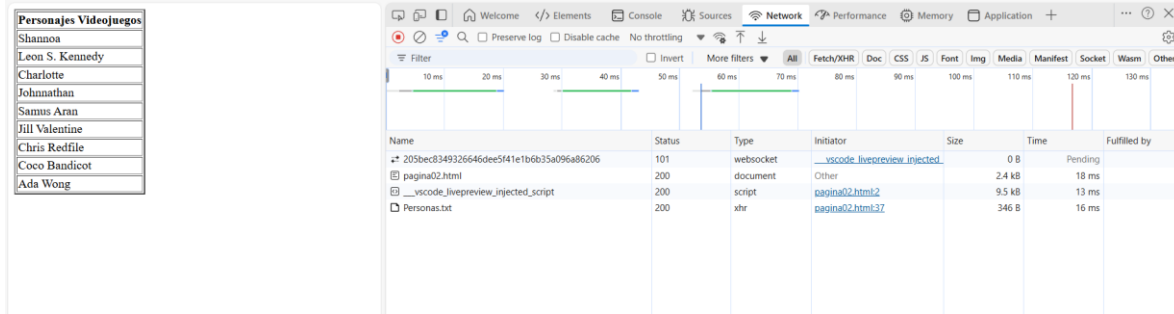 Personajes Videojuegos
Shannoa
Leon S. Kennedy
Charlotte
Johnnathan
Samus Aran
Jill Valentine
Chris Redfile
Coco Bandicot
Ada Wong
Welcome </> Elements Console Sources Network Performance Memory Application
Preserve log Disable cache No throttling
Filter Invert More filters All Fetch/XHR Doc CSS JS Font Img Media Manifest Socket Wasm Other
10 ms 20 ms 30 ms 40 ms 50 ms 60 ms 70 ms 80 ms 90 ms 100 ms 110 ms 120 ms 130 ms
Name Status Type Initiator Size Time Fulfilled by
205bec8349326646dee5f41e1b6b35a096a86206 101 websocket __vscode_livepreview_injected_ 0 B Pending
pagina02.html 200 document Other 2.4 kB 18 ms
___vscode_livepreview_injected_script 200 script pagina02.html:2 9.5 kB 13 ms
Personas.txt 200 xhr pagina02.html:37 346 B 16 ms